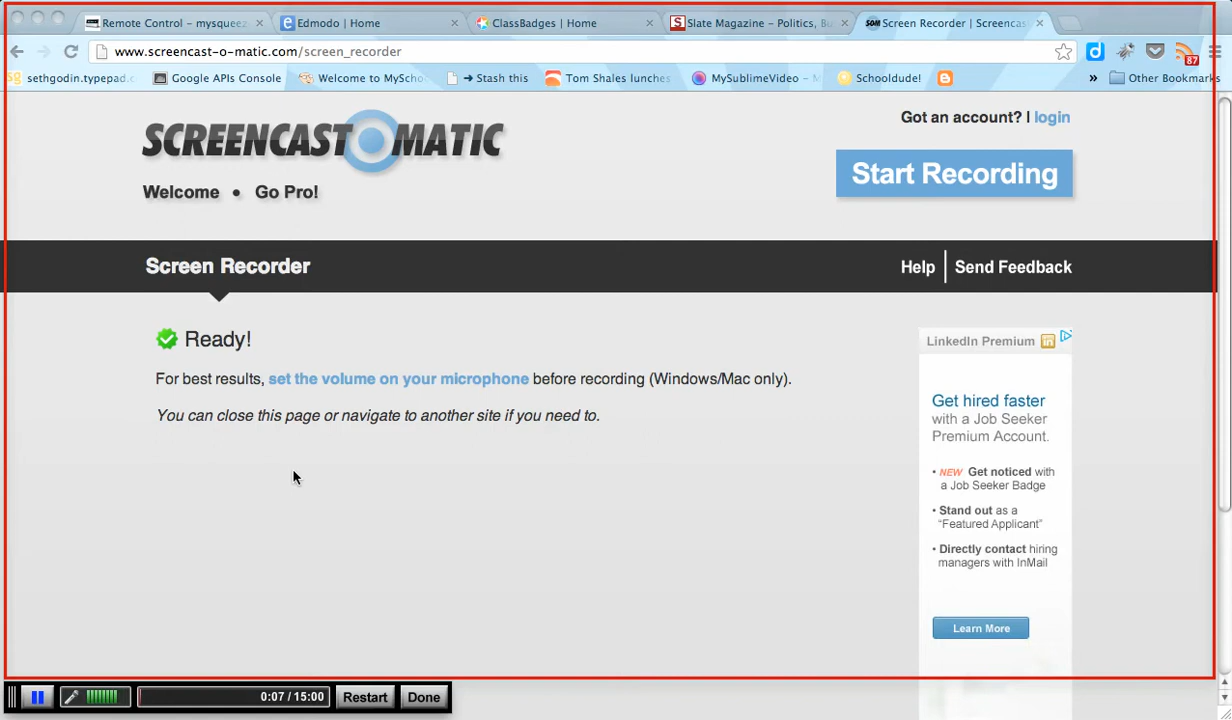 Remote Control - mysqueez
Edmodo | Home
ClassBadges | Home
Slate Magazine - Politics, Bu
SOM Screen Recorder | Screencas
www.screencast-o-matic.com/screen_recorder
87
sethgodin.typepad.c
Google APIs Console
Welcome to MyScho
→ Stash this
Tom Shales lunches
MySublimeVideo - M
Schooldude!
»
Other Bookmarks
SCREENCAST O MATIC
Got an account? | login
Start Recording
Welcome • Go Pro!
Screen Recorder
Help
Send Feedback
Ready!
For best results, set the volume on your microphone before recording (Windows/Mac only).
You can close this page or navigate to another site if you need to.
LinkedIn Premium in
Get hired faster
with a Job Seeker
Premium Account.
• NEW Get noticed with
a Job Seeker Badge
• Stand out as a
“Featured Applicant”
• Directly contact hiring
managers with InMail
Learn More
0:07 / 15:00
Restart
Done